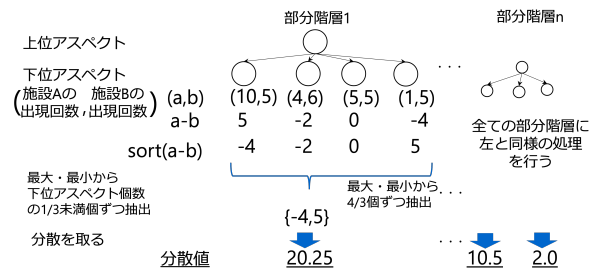 部分階層1
部分階層n
上位アスペクト
下位アスペクト
. . .
(施設Aの出現回数, 施設Bの出現回数)
(a,b) (10,5) (4,6) (5,5) (1,5)
a-b 5 -2 0 -4
sort(a-b) -4 -2 0 5
全ての部分階層に
左と同様の処理
を行う
最大・最小から
下位アスペクト個数
の1/3未満個ずつ抽出
最大・最小から
4/3個ずつ抽出
. . .
{-4,5}
分散を取る
. . .
分散値 20.25 10.5 2.0